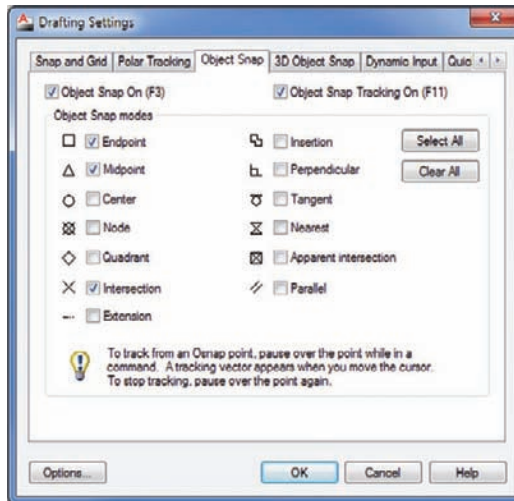 Drafting Settings
Snap and Grid Polar Tracking Object Snap 3D Object Snap Dynamic Input Quic
Object Snap On (F3) Object Snap Tracking On (F11)
Object Snap modes
Endpoint Insertion Select All
Midpoint Perpendicular Clear All
Center Tangent
Node Nearest
Quadrant Apparent intersection
Intersection Parallel
Extension
To track from an Osnap point, pause over the point while in a
command. A tracking vector appears when you move the cursor.
To stop tracking, pause over the point again.
Options... OK Cancel Help